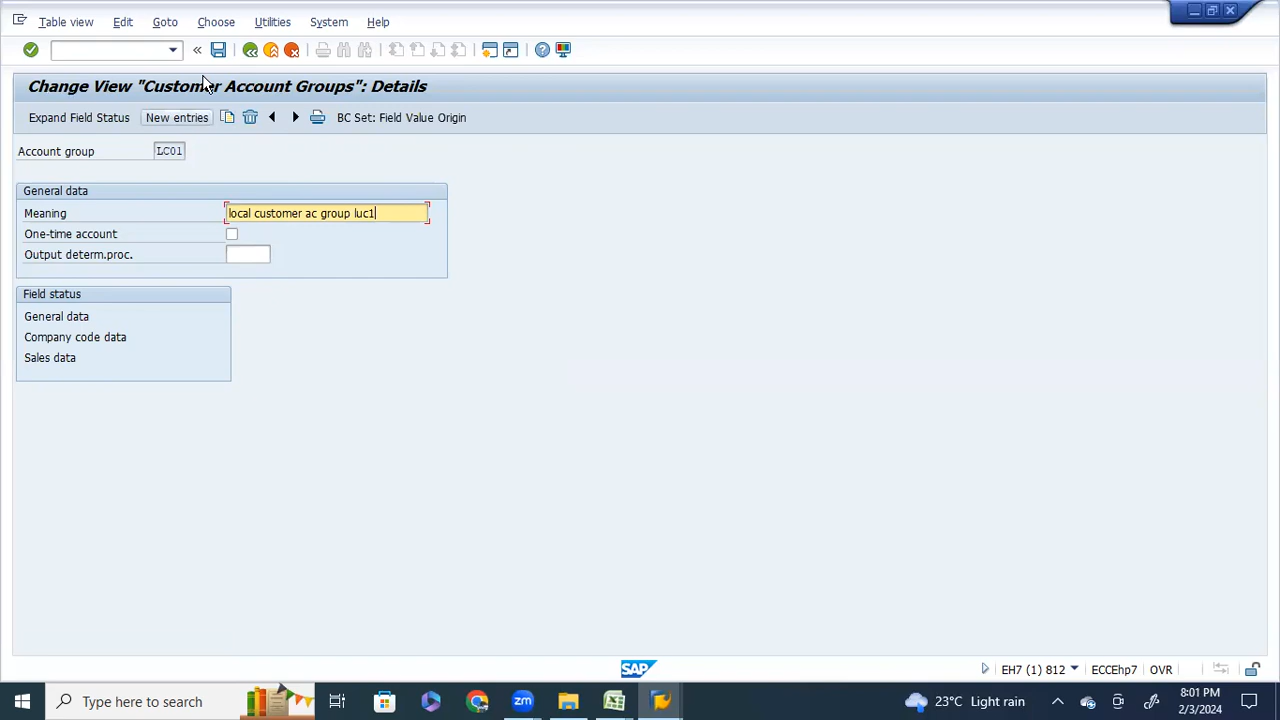 Table view Edit Goto Choose Utilities System Help
Change View "Customer Account Groups": Details
Expand Field Status New entries BC Set: Field Value Origin
Account group LC01
General data
Meaning local customer ac group luc1
One-time account
Output determ.proc.
Field status
General data
Company code data
Sales data
SAP EH7 (1) 812 ECCEhp7 OVR
Type here to search zm 23°C Light rain 8:01 PM
2/3/2024